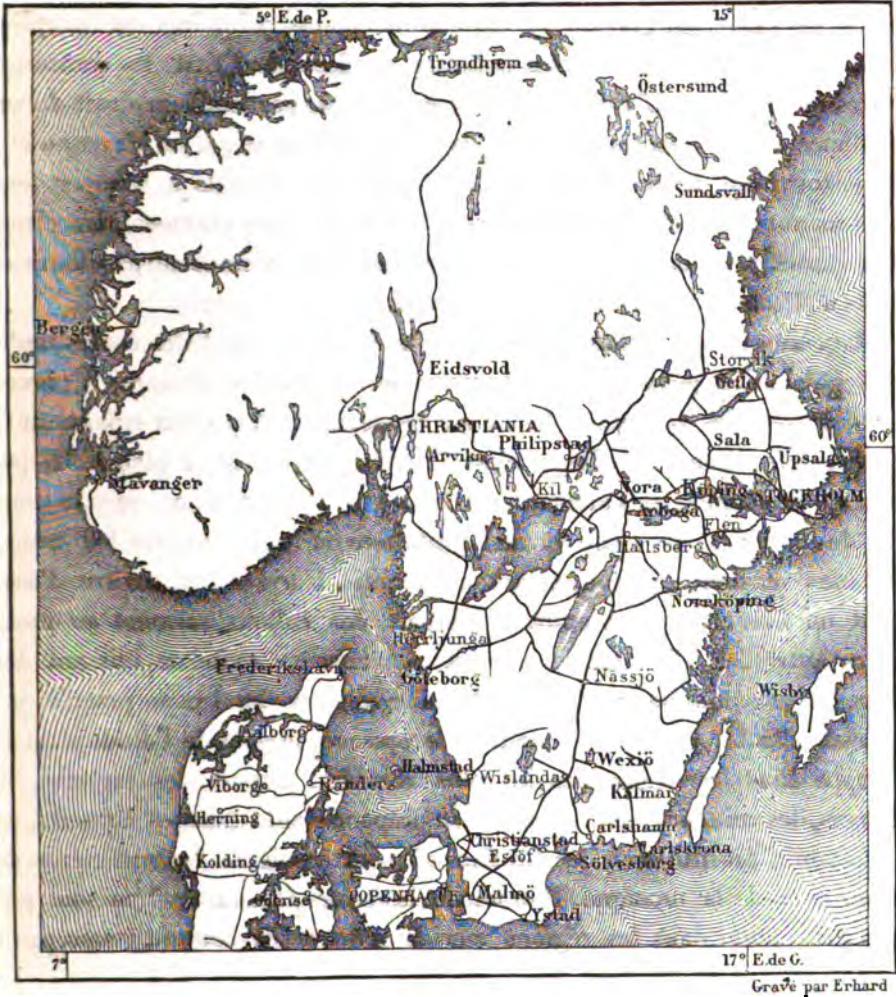 5° E.de P.
15°
Trondhjem
Östersund
Sundsvall
Bergen
60°
Eidsvold
Storvik
Gefle
CHRISTIANIA
Philipstad
Sala
60°
Arvika
Upsala
Stavanger
Kil
Nora
Köping
STOCKHOLM
Arboga
Flen
Hallsberg
Norrköping
Herrljunga
Frederikshavn
Göteborg
Nässjö
Wisby
Aalborg
Halmstad
Wexiö
Viborg
Randers
Wislanda
Kalmar
Herning
Christianstad
Carlshamn
Carlskrona
Kolding
Eslöf
Sölvesborg
Odense
COPENHAGUE
Malmö
Ystad
7°
17° E.de G.
Gravé par Erhard